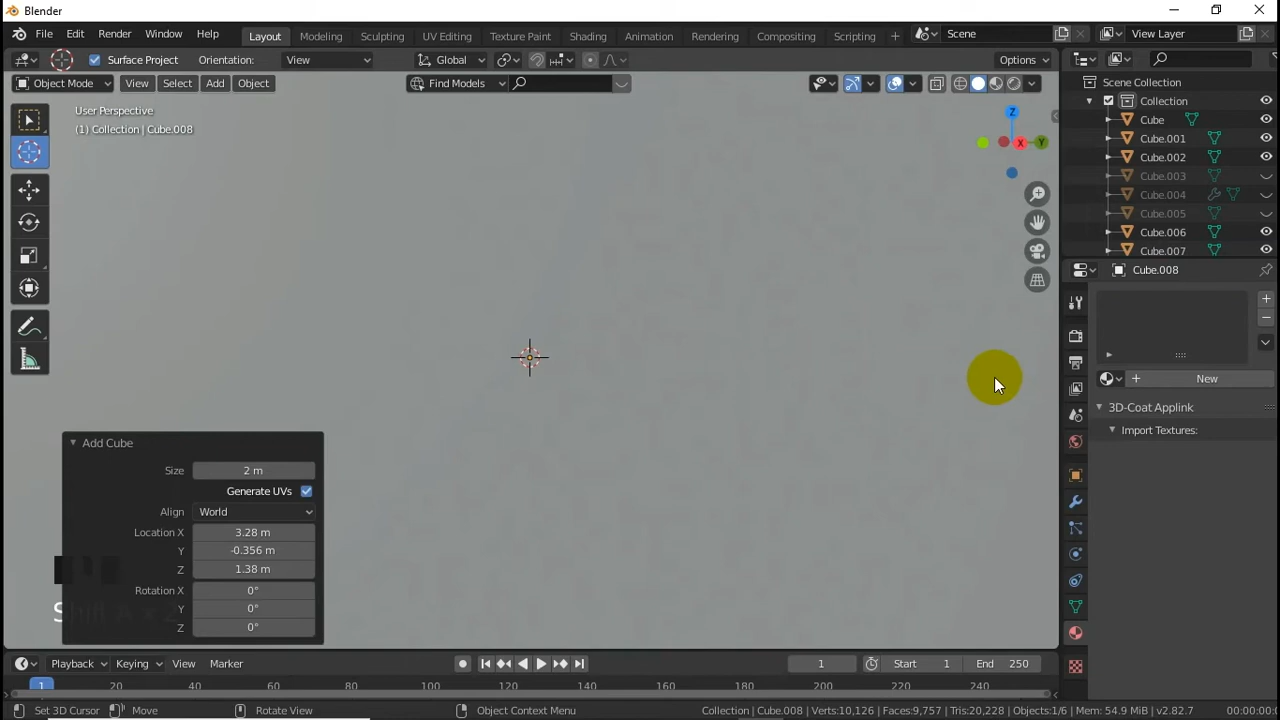 Blender
File Edit Render Window Help Layout Modeling Sculpting UV Editing Texture Paint Shading Animation Rendering Compositing Scripting + Scene View Layer
Surface Project Orientation: View Global Options
Object Mode View Select Add Object Find Models
User Perspective
(1) Collection | Cube.008
Z
X
Y
Scene Collection
Collection
Cube
Cube.001
Cube.002
Cube.003
Cube.004
Cube.005
Cube.006
Cube.007
Cube.008
+ New
3D-Coat Applink
Import Textures:
Add Cube
Size 2 m
Generate UVs
Align World
Location X 3.28 m
Y -0.356 m
Z 1.38 m
Rotation X 0°
Y 0°
Z 0°
Playback Keying View Marker 1 Start 1 End 250
1 20 40 60 80 100 120 140 160 180 200 220 240
Set 3D Cursor Move Rotate View Object Context Menu Collection | Cube.008 | Verts:10,126 | Faces:9,757 | Tris:20,228 | Objects:1/6 | Mem: 54.9 MiB | v2.82.7 00:00:00:0